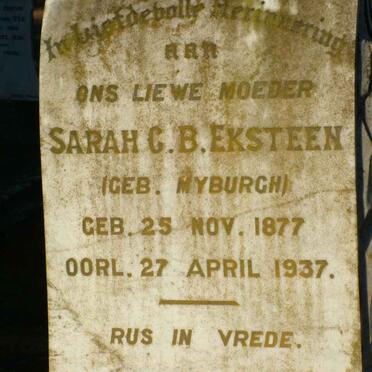 In Liefdevolle Herinnering
AAN
ONS LIEWE MOEDER
SARAH C.B. EKSTEEN
(GEB. MYBURGH)
GEB. 25 NOV. 1877
OORL. 27 APRIL 1937.
RUS IN VREDE.